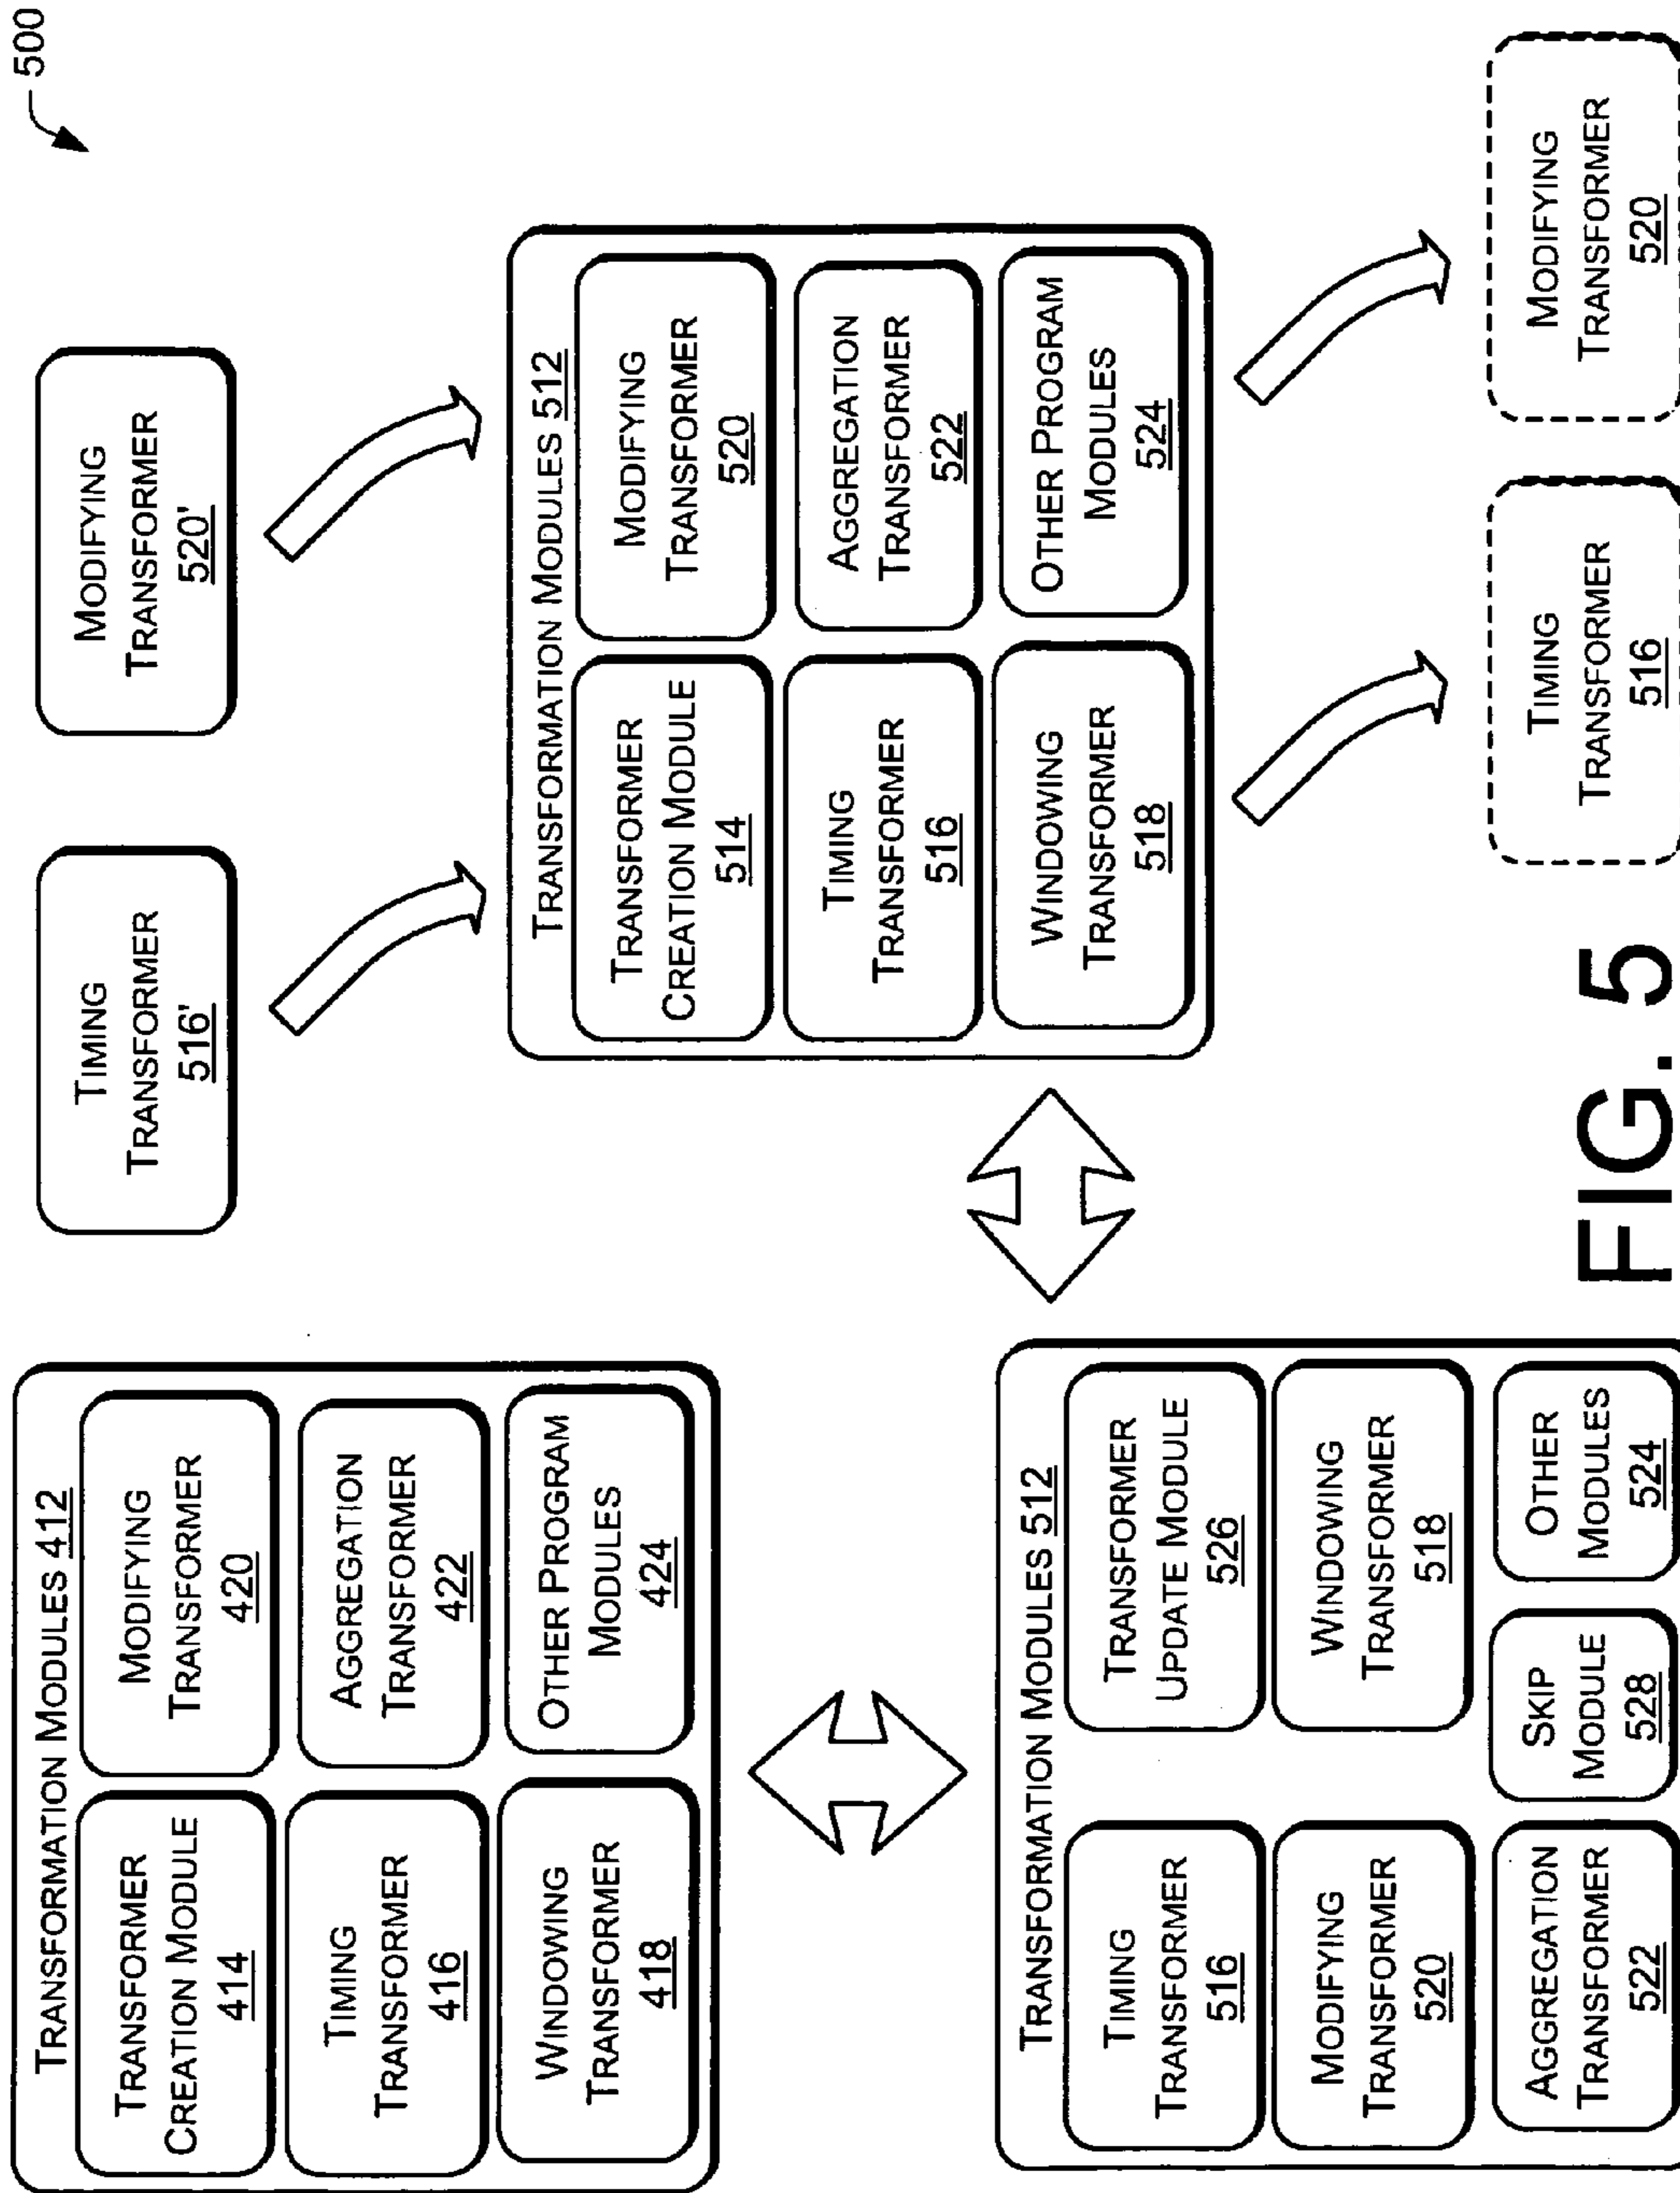 500
TRANSFORMATION MODULES 412
TRANSFORMER
CREATION MODULE
414
MODIFYING
TRANSFORMER
420
TIMING
TRANSFORMER
416
AGGREGATION
TRANSFORMER
422
WINDOWING
TRANSFORMER
418
OTHER PROGRAM
MODULES
424
TIMING
TRANSFORMER
516'
MODIFYING
TRANSFORMER
520'
TRANSFORMATION MODULES 512
TRANSFORMER
CREATION MODULE
514
MODIFYING
TRANSFORMER
520
TIMING
TRANSFORMER
516
AGGREGATION
TRANSFORMER
522
WINDOWING
TRANSFORMER
518
OTHER PROGRAM
MODULES
524
TRANSFORMATION MODULES 512
TIMING
TRANSFORMER
516
TRANSFORMER
UPDATE MODULE
526
MODIFYING
TRANSFORMER
520
WINDOWING
TRANSFORMER
518
AGGREGATION
TRANSFORMER
522
SKIP
MODULE
528
OTHER
MODULES
524
TIMING
TRANSFORMER
516
MODIFYING
TRANSFORMER
520
FIG. 5